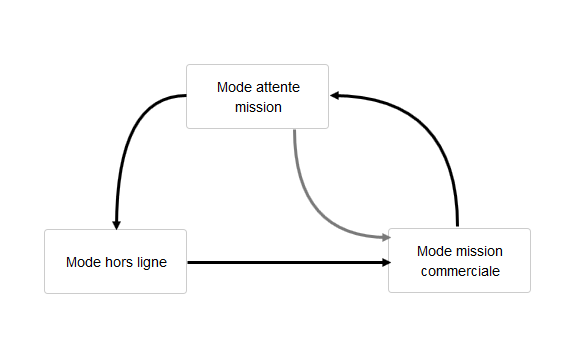 Mode attente
mission
Mode hors ligne
Mode mission
commerciale